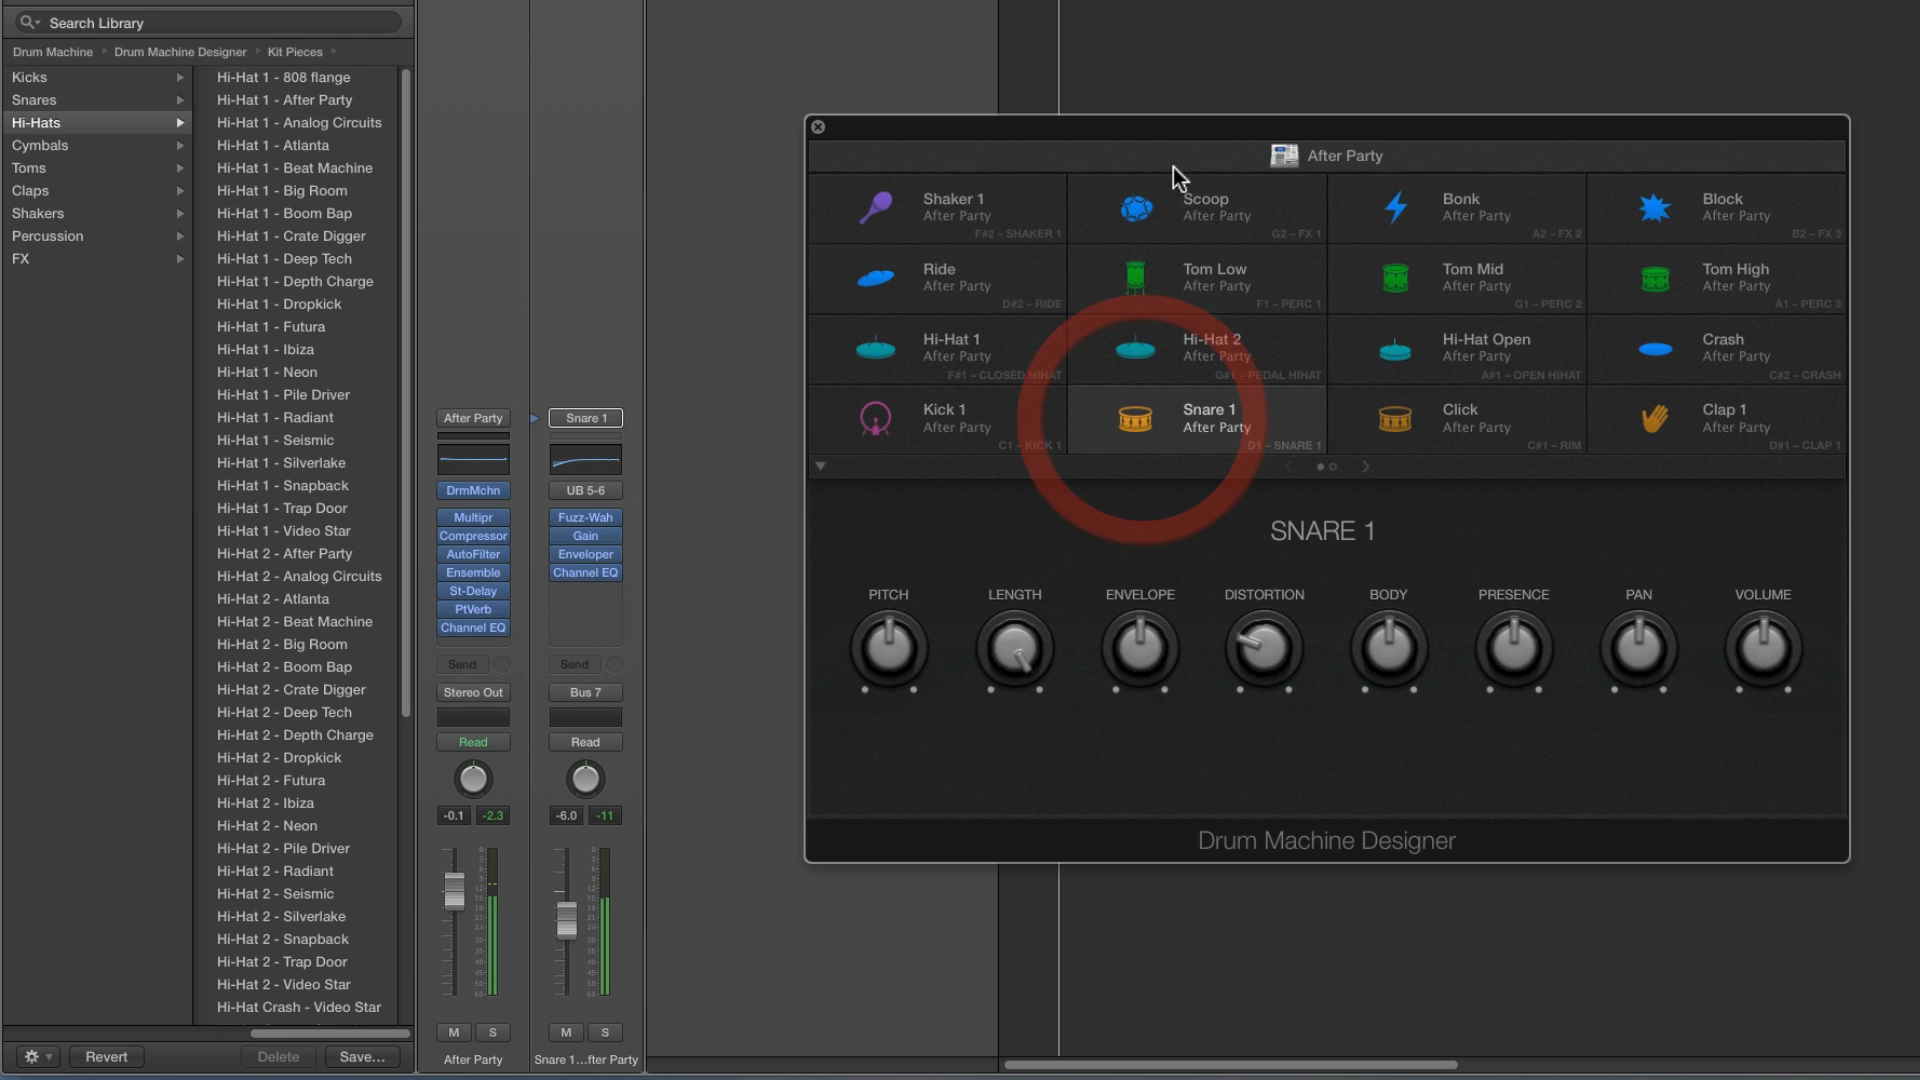 Search Library
Drum Machine Drum Machine Designer Kit Pieces
Kicks
Snares
Hi-Hats
Cymbals
Toms
Claps
Shakers
Percussion
FX
Hi-Hat 1 - 808 flange
Hi-Hat 1 - After Party
Hi-Hat 1 - Analog Circuits
Hi-Hat 1 - Atlanta
Hi-Hat 1 - Beat Machine
Hi-Hat 1 - Big Room
Hi-Hat 1 - Boom Bap
Hi-Hat 1 - Crate Digger
Hi-Hat 1 - Deep Tech
Hi-Hat 1 - Depth Charge
Hi-Hat 1 - Dropkick
Hi-Hat 1 - Futura
Hi-Hat 1 - Ibiza
Hi-Hat 1 - Neon
Hi-Hat 1 - Pile Driver
Hi-Hat 1 - Radiant
Hi-Hat 1 - Seismic
Hi-Hat 1 - Silverlake
Hi-Hat 1 - Snapback
Hi-Hat 1 - Trap Door
Hi-Hat 1 - Video Star
Hi-Hat 2 - After Party
Hi-Hat 2 - Analog Circuits
Hi-Hat 2 - Atlanta
Hi-Hat 2 - Beat Machine
Hi-Hat 2 - Big Room
Hi-Hat 2 - Boom Bap
Hi-Hat 2 - Crate Digger
Hi-Hat 2 - Deep Tech
Hi-Hat 2 - Depth Charge
Hi-Hat 2 - Dropkick
Hi-Hat 2 - Futura
Hi-Hat 2 - Ibiza
Hi-Hat 2 - Neon
Hi-Hat 2 - Pile Driver
Hi-Hat 2 - Radiant
Hi-Hat 2 - Seismic
Hi-Hat 2 - Silverlake
Hi-Hat 2 - Snapback
Hi-Hat 2 - Trap Door
Hi-Hat 2 - Video Star
Hi-Hat Crash - Video Star
Revert Delete Save...
After Party
DrmMchn
Multipr
Compressor
AutoFilter
Ensemble
St-Delay
PtVerb
Channel EQ
Send
Stereo Out
Read
-0.1 -2.3
M S
After Party
Snare 1
UB 5-6
Fuzz-Wah
Gain
Enveloper
Channel EQ
Send
Bus 7
Read
-6.0 -11
M S
Snare 1...fter Party
After Party
Shaker 1
After Party
F#2 – SHAKER 1
Scoop
After Party
G2 – FX 1
Bonk
After Party
A2 – FX 2
Block
After Party
B2 – FX 3
Ride
After Party
D#2 – RIDE
Tom Low
After Party
F1 – PERC 1
Tom Mid
After Party
G1 – PERC 2
Tom High
After Party
A1 – PERC 3
Hi-Hat 1
After Party
F#1 – CLOSED HIHAT
Hi-Hat 2
After Party
G#1 – PEDAL HIHAT
Hi-Hat Open
After Party
A#1 – OPEN HIHAT
Crash
After Party
C#2 – CRASH
Kick 1
After Party
C1 – KICK 1
Snare 1
After Party
D1 – SNARE 1
Click
After Party
C#1 – RIM
Clap 1
After Party
D#1 – CLAP 1
SNARE 1
PITCH LENGTH ENVELOPE DISTORTION BODY PRESENCE PAN VOLUME
Drum Machine Designer